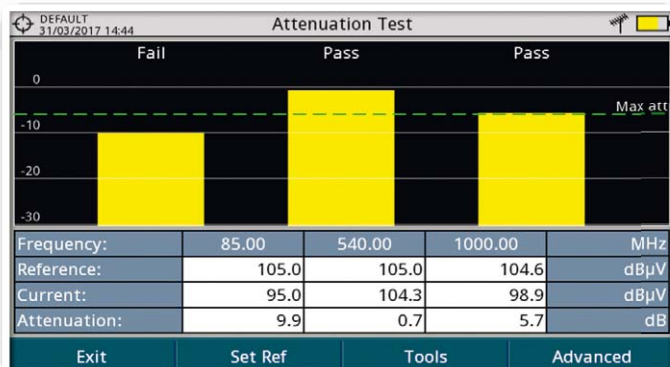 DEFAULT
31/03/2017 14:44
Attenuation Test
Fail Pass Pass
0
Max att
-10
-20
-30
Frequency: 85.00 540.00 1000.00 MHz
Reference: 105.0 105.0 104.6 dBµV
Current: 95.0 104.3 98.9 dBµV
Attenuation: 9.9 0.7 5.7 dB
Exit Set Ref Tools Advanced